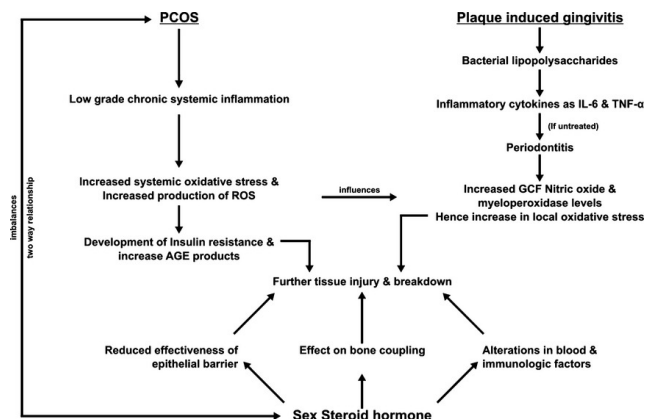 PCOS
Plaque induced gingivitis
Bacterial lipopolysaccharides
Low grade chronic systemic inflammation
Inflammatory cytokines as IL-6 & TNF-α
(If untreated)
Periodontitis
Increased systemic oxidative stress &
Increased production of ROS
influences
Increased GCF Nitric oxide &
myeloperoxidase levels
Hence increase in local oxidative stress
imbalances
two way relationship
Development of Insulin resistance &
increase AGE products
Further tissue injury & breakdown
Reduced effectiveness of
epithelial barrier
Effect on bone coupling
Alterations in blood &
immunologic factors
Sex Steroid hormone